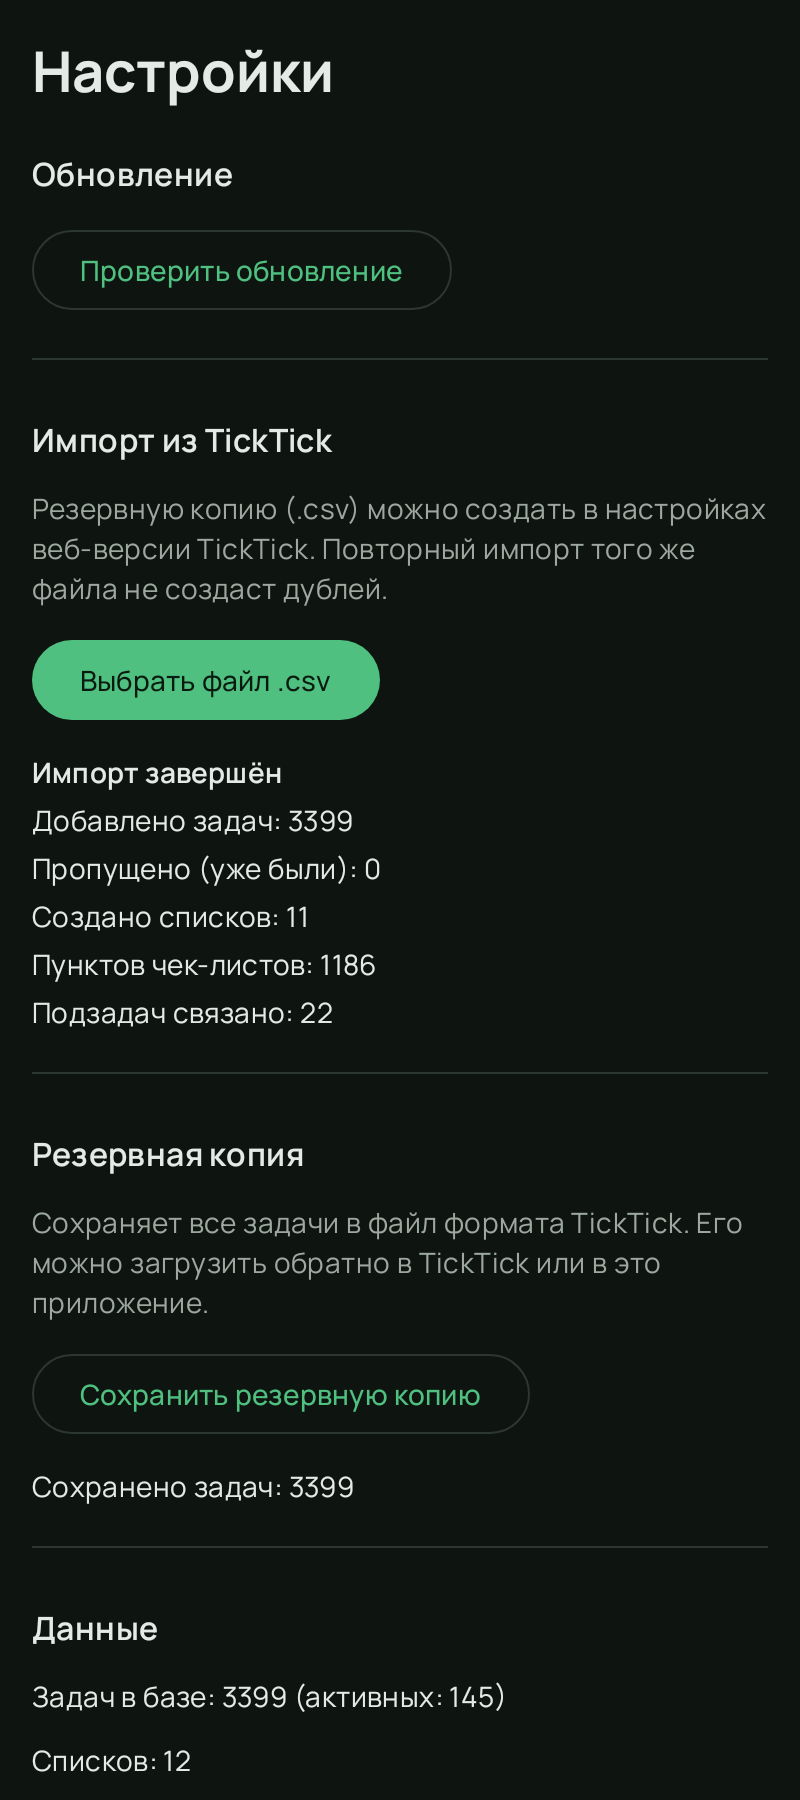 Настройки
Обновление
Проверить обновление
Импорт из TickTick
Резервную копию (.csv) можно создать в настройках
веб-версии TickTick. Повторный импорт того же
файла не создаст дублей.
Выбрать файл .csv
Импорт завершён
Добавлено задач: 3399
Пропущено (уже были): 0
Создано списков: 11
Пунктов чек-листов: 1186
Подзадач связано: 22
Резервная копия
Сохраняет все задачи в файл формата TickTick. Его
можно загрузить обратно в TickTick или в это
приложение.
Сохранить резервную копию
Сохранено задач: 3399
Данные
Задач в базе: 3399 (активных: 145)
Списков: 12